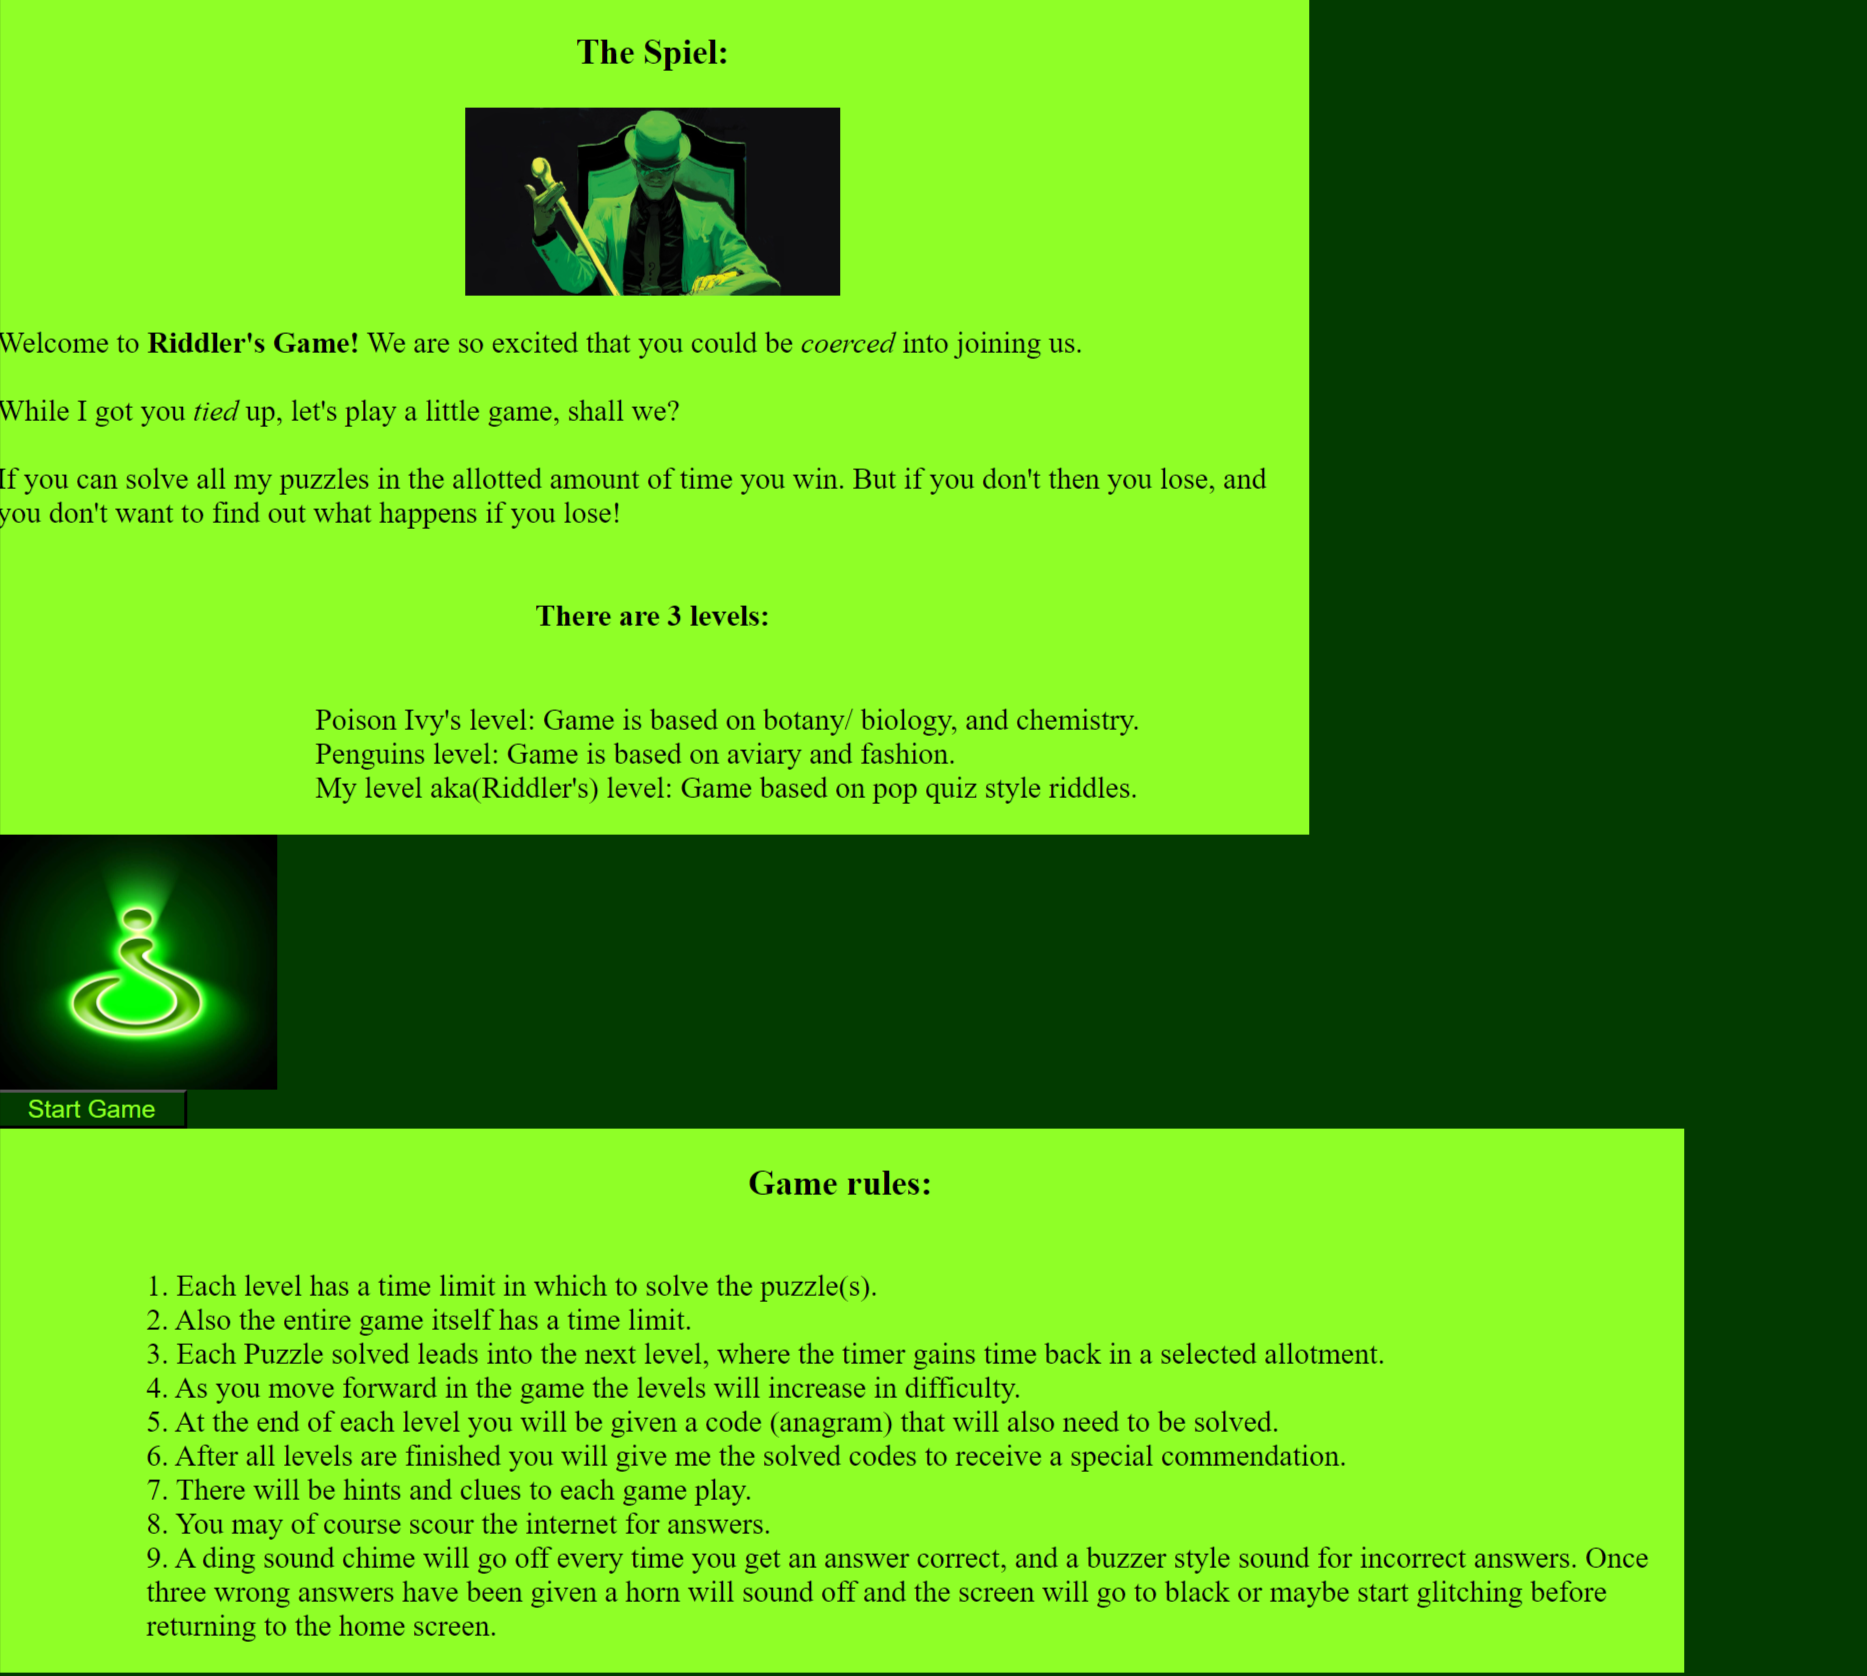 The Spiel:
Welcome to Riddler's Game! We are so excited that you could be coerced into joining us.
While I got you tied up, let's play a little game, shall we?
If you can solve all my puzzles in the allotted amount of time you win. But if you don't then you lose, and
you don't want to find out what happens if you lose!
There are 3 levels:
Poison Ivy's level: Game is based on botany/ biology, and chemistry.
Penguins level: Game is based on aviary and fashion.
My level aka(Riddler's) level: Game based on pop quiz style riddles.
Start Game
Game rules:
1. Each level has a time limit in which to solve the puzzle(s).
2. Also the entire game itself has a time limit.
3. Each Puzzle solved leads into the next level, where the timer gains time back in a selected allotment.
4. As you move forward in the game the levels will increase in difficulty.
5. At the end of each level you will be given a code (anagram) that will also need to be solved.
6. After all levels are finished you will give me the solved codes to receive a special commendation.
7. There will be hints and clues to each game play.
8. You may of course scour the internet for answers.
9. A ding sound chime will go off every time you get an answer correct, and a buzzer style sound for incorrect answers. Once
three wrong answers have been given a horn will sound off and the screen will go to black or maybe start glitching before
returning to the home screen.